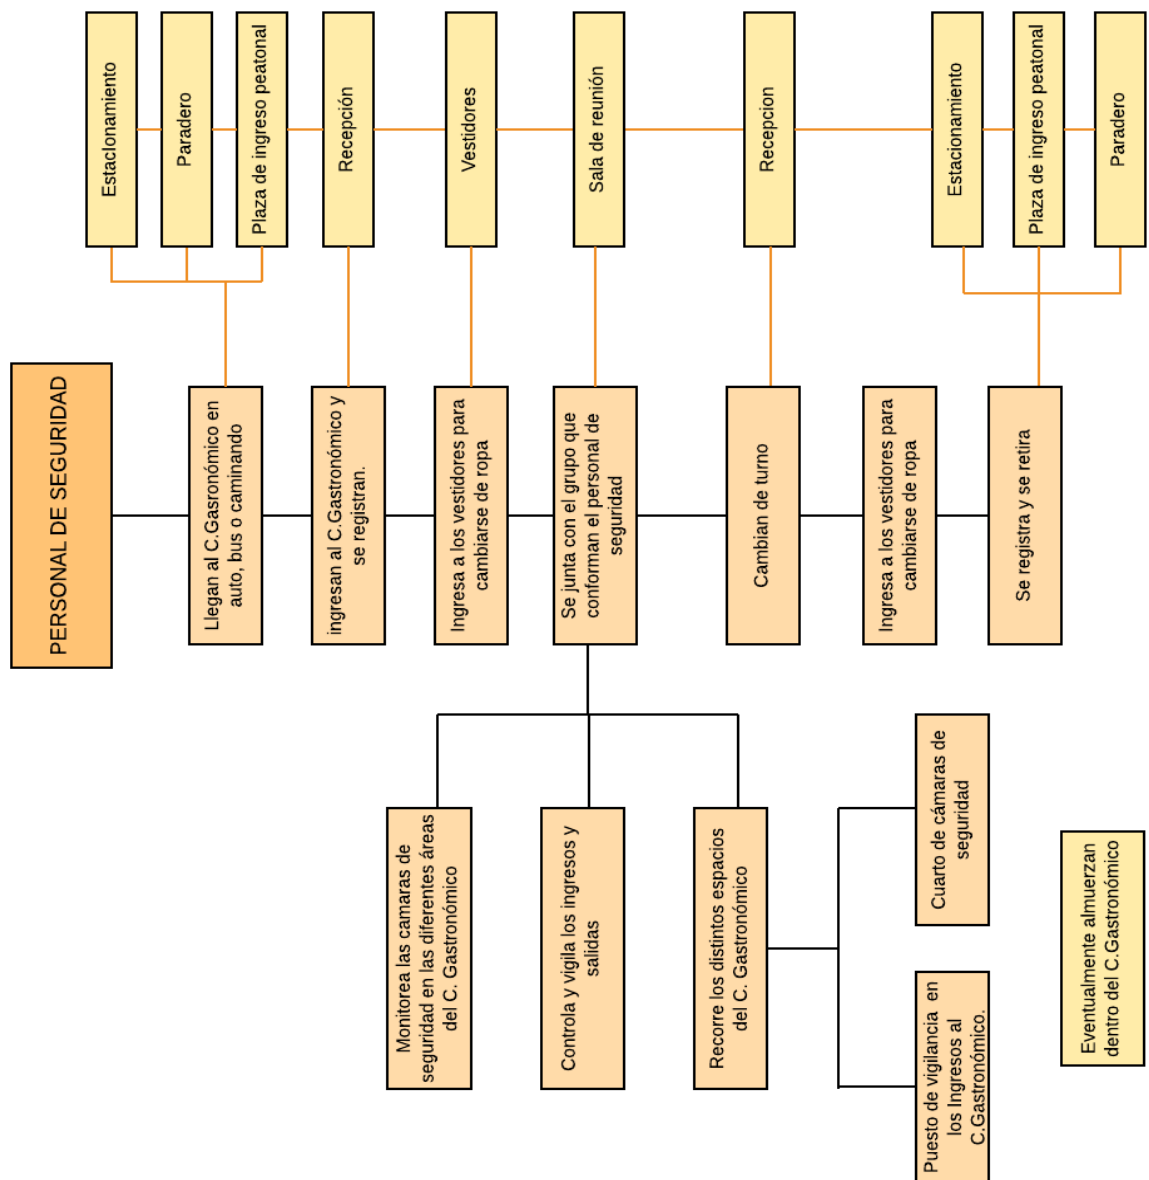 PERSONAL DE SEGURIDAD
EstacIonamiento
Paradero
Plaza de ingreso peatonal
Recepción
Vestidores
Sala de reunión
Recepcion
Estacionamiento
Plaza de ingreso peatonal
Paradero
Llegan al C.Gasronómico en
auto, bus o caminando
ingresan al C.Gastronómico y
se registran.
Ingresa a los vestidores para
cambiarse de ropa
Se junta con el grupo que
conforman el personal de
seguridad
Cambian de turno
Ingresa a los vestidores para
cambiarse de ropa
Se registra y se retira
Monitorea las camaras de
seguridad en las diferentes áreas
del C. Gastronómico
Controla y vigila los ingresos y
salidas
Recorre los distintos espacios
del C. Gastronómico
Cuarto de cámaras de
seguridad
Puesto de vigilancia en
los Ingresos al
C.Gastronómico.
Eventualmente almuerzan
dentro del C.Gastronómico